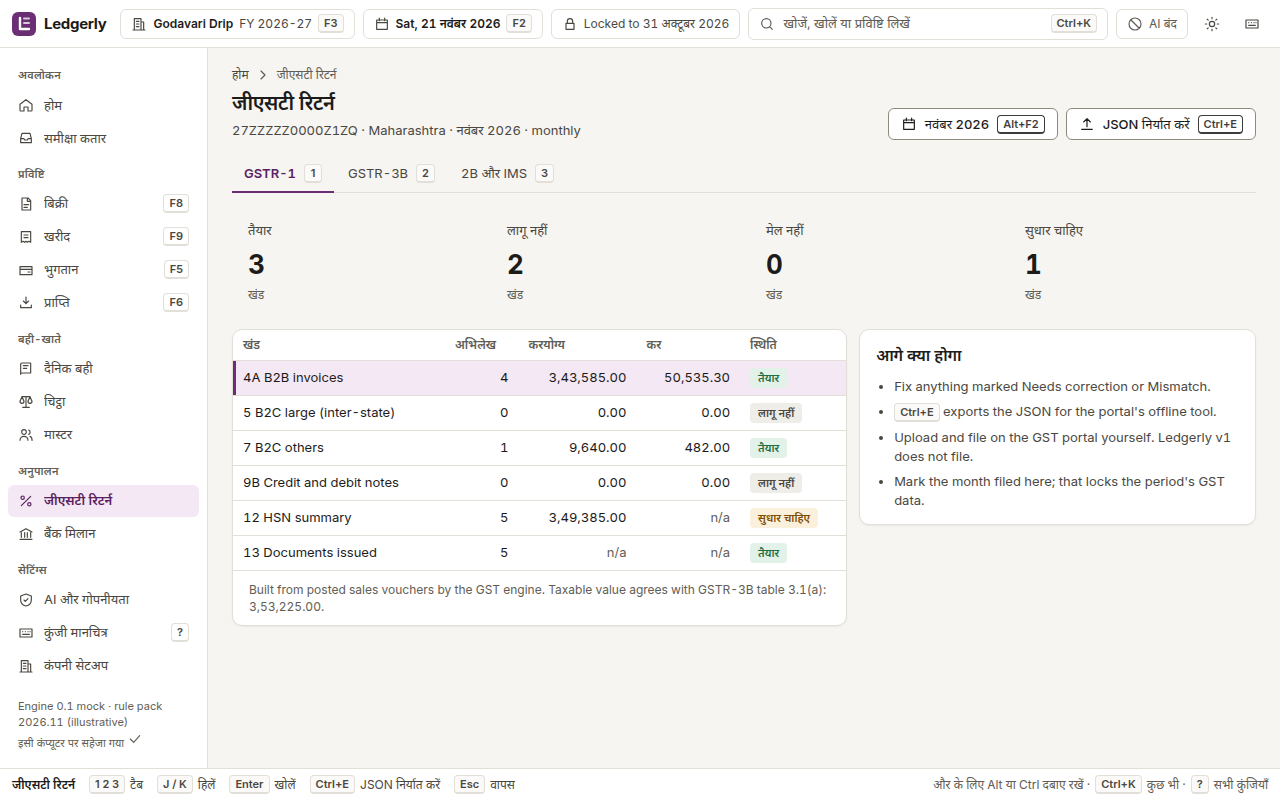 Ledgerly
Godavari Drip FY 2026-27 F3
Sat, 21 नवंबर 2026 F2
Locked to 31 अक्टूबर 2026
खोजें, खोलें या प्रविष्टि लिखें Ctrl+K
AI बंद
अवलोकन
होम
समीक्षा कतार
प्रविष्टि
बिक्री F8
खरीद F9
भुगतान F5
प्राप्ति F6
बही-खाते
दैनिक बही
चिट्ठा
मास्टर
अनुपालन
जीएसटी रिटर्न
बैंक मिलान
सेटिंग्स
AI और गोपनीयता
कुंजी मानचित्र ?
कंपनी सेटअप
Engine 0.1 mock · rule pack
2026.11 (illustrative)
इसी कंप्यूटर पर सहेजा गया
होम जीएसटी रिटर्न
जीएसटी रिटर्न
27ZZZZZ0000Z1ZQ · Maharashtra · नवंबर 2026 · monthly
नवंबर 2026 Alt+F2
JSON निर्यात करें Ctrl+E
GSTR-1 1 GSTR-3B 2 2B और IMS 3
तैयार लागू नहीं मेल नहीं सुधार चाहिए
3 2 0 1
खंड खंड खंड खंड
खंड अभिलेख करयोग्य कर स्थिति
4A B2B invoices 4 3,43,585.00 50,535.30 तैयार
5 B2C large (inter-state) 0 0.00 0.00 लागू नहीं
7 B2C others 1 9,640.00 482.00 तैयार
9B Credit and debit notes 0 0.00 0.00 लागू नहीं
12 HSN summary 5 3,49,385.00 n/a सुधार चाहिए
13 Documents issued 5 n/a n/a तैयार
Built from posted sales vouchers by the GST engine. Taxable value agrees with GSTR-3B table 3.1(a):
3,53,225.00.
आगे क्या होगा
Fix anything marked Needs correction or Mismatch.
Ctrl+E exports the JSON for the portal's offline tool.
Upload and file on the GST portal yourself. Ledgerly v1
does not file.
Mark the month filed here; that locks the period's GST
data.
जीएसटी रिटर्न 1 2 3 टैब J / K हिलें Enter खोलें Ctrl+E JSON निर्यात करें Esc वापस
और के लिए Alt या Ctrl दबाए रखें · Ctrl+K कुछ भी · ? सभी कुंजियाँ